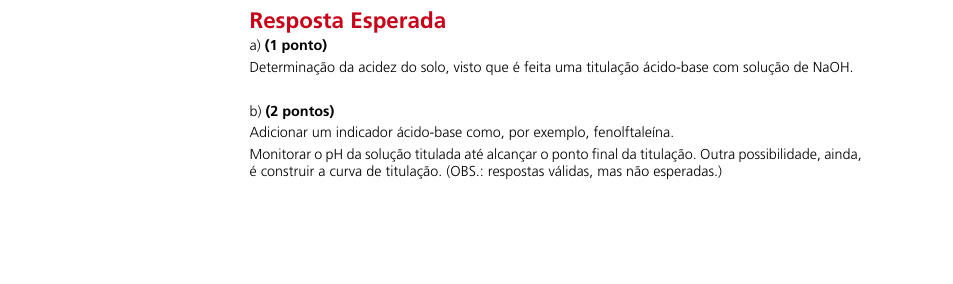 Resposta Esperada
a) (1 ponto)
Determinação da acidez do solo, visto que é feita uma titulação ácido-base com solução de NaOH.
b) (2 pontos)
Adicionar um indicador ácido-base como, por exemplo, fenolftaleína.
Monitorar o pH da solução titulada até alcançar o ponto final da titulação. Outra possibilidade, ainda,
é construir a curva de titulação. (OBS.: respostas válidas, mas não esperadas.)